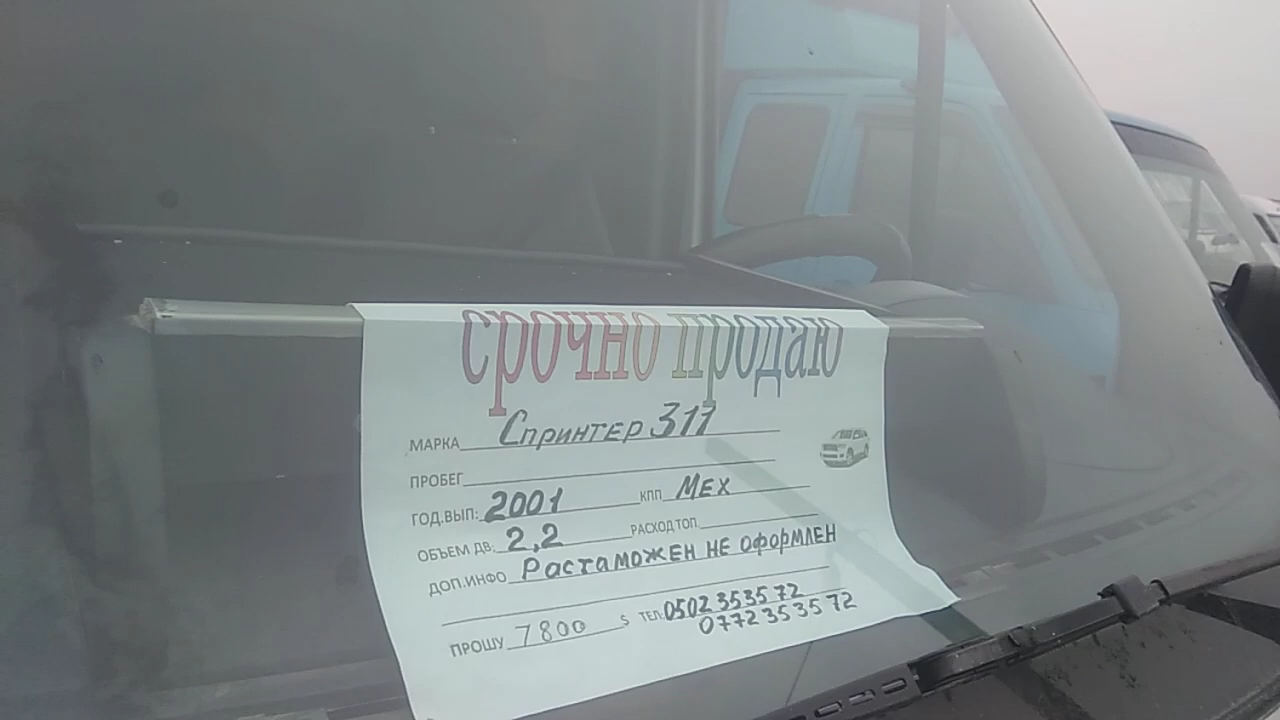 срочно продаю
МАРКА Спринтер 311
ПРОБЕГ
ГОД.ВЫП: 2001 КПП МЕХ
ОБЪЕМ ДВ: 2,2 РАСХОД ТОП.
ДОП.ИНФО РАСТАМОЖЕН НЕ ОФОРМЛЕН
ПРОШУ 7800 $ ТЕЛ: 0502 353572
0772 353572